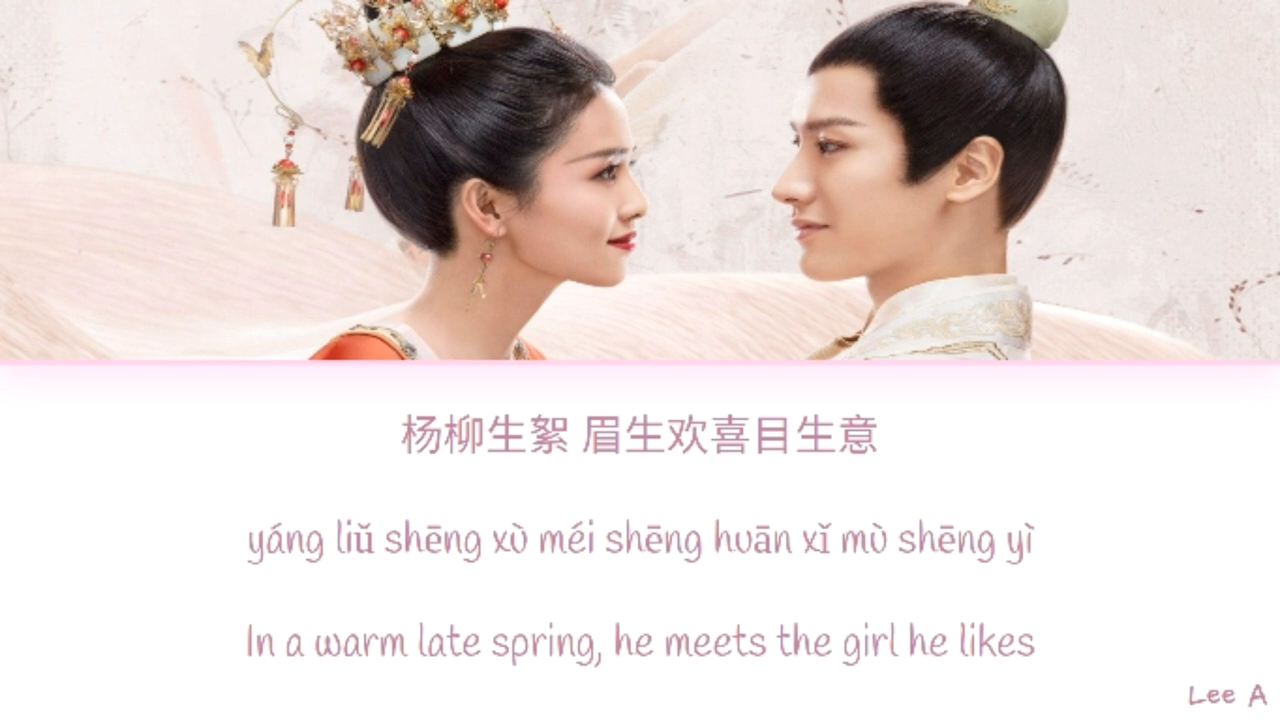 杨柳生絮 眉生欢喜目生意
yáng liǔ shēng xù méi shēng huān xǐ mù shēng yì
In a warm late spring, he meets the girl he likes
Lee A